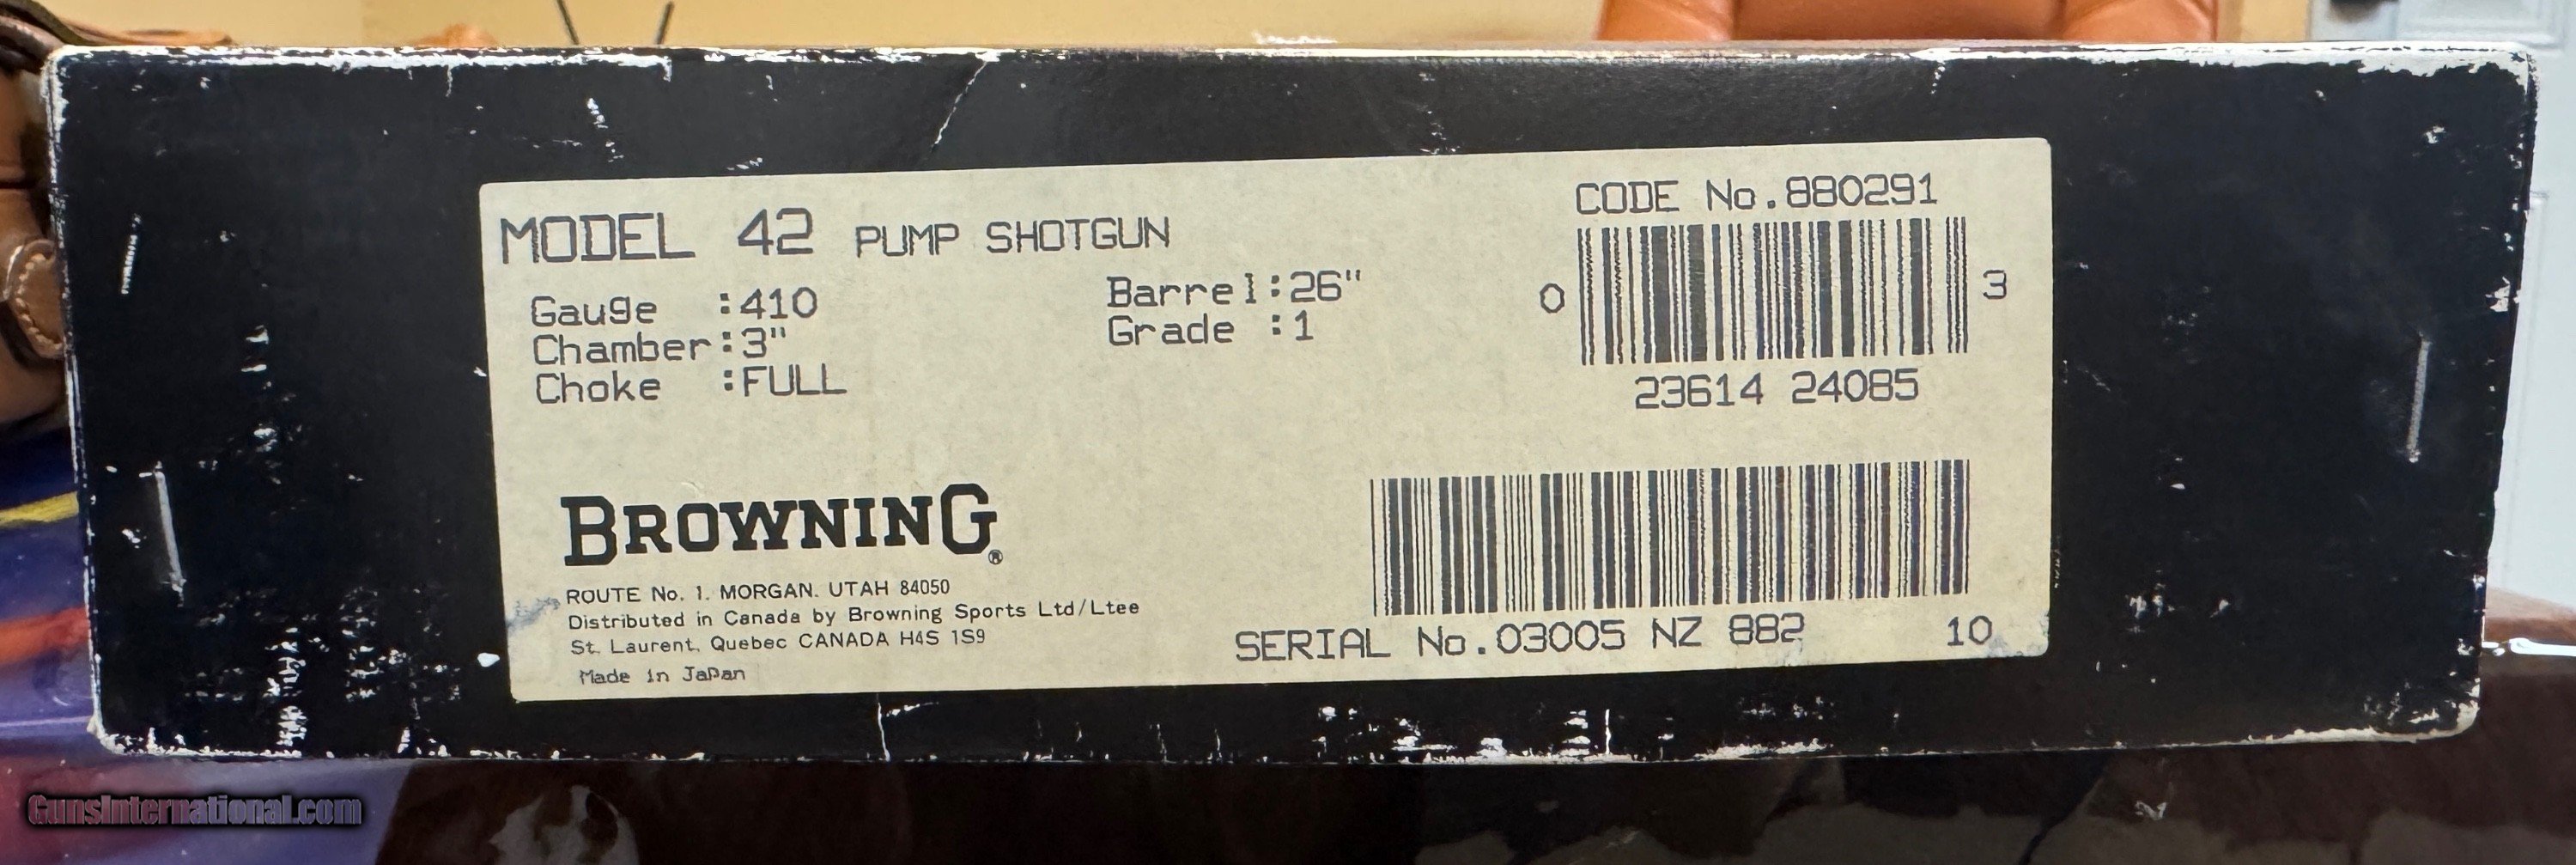 MODEL 42 PUMP SHOTGUN
Gauge :410
Chamber:3"
Choke :FULL
Barrel:26"
Grade :1
CODE No.880291
0 3
23614 24085
BROWNING®
ROUTE No. 1. MORGAN. UTAH 84050
Distributed in Canada by Browning Sports Ltd/Ltee
St. Laurent, Quebec CANADA H4S 1S9
Made in Japan
SERIAL No.03005 NZ 882 10
GunsInternational.com